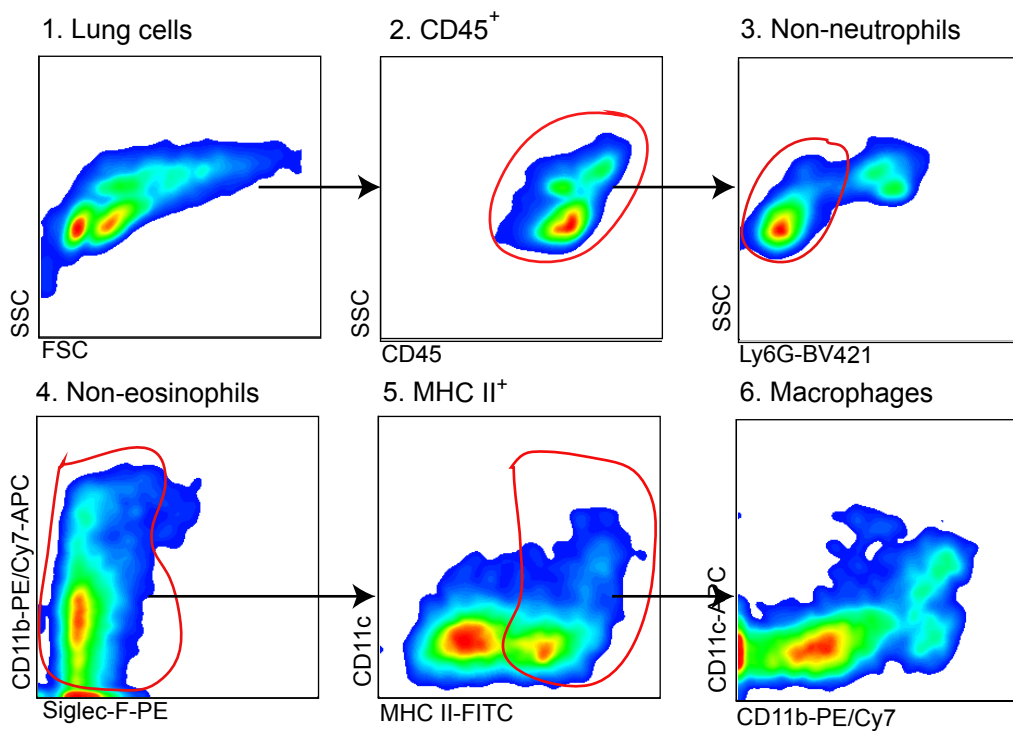 1. Lung cells
2. CD45+
3. Non-neutrophils
SSC
FSC
SSC
CD45
SSC
Ly6G-BV421
4. Non-eosinophils
5. MHC II+
6. Macrophages
CD11b-PE/Cy7-APC
Siglec-F-PE
CD11c
MHC II-FITC
CD11c-APC
CD11b-PE/Cy7